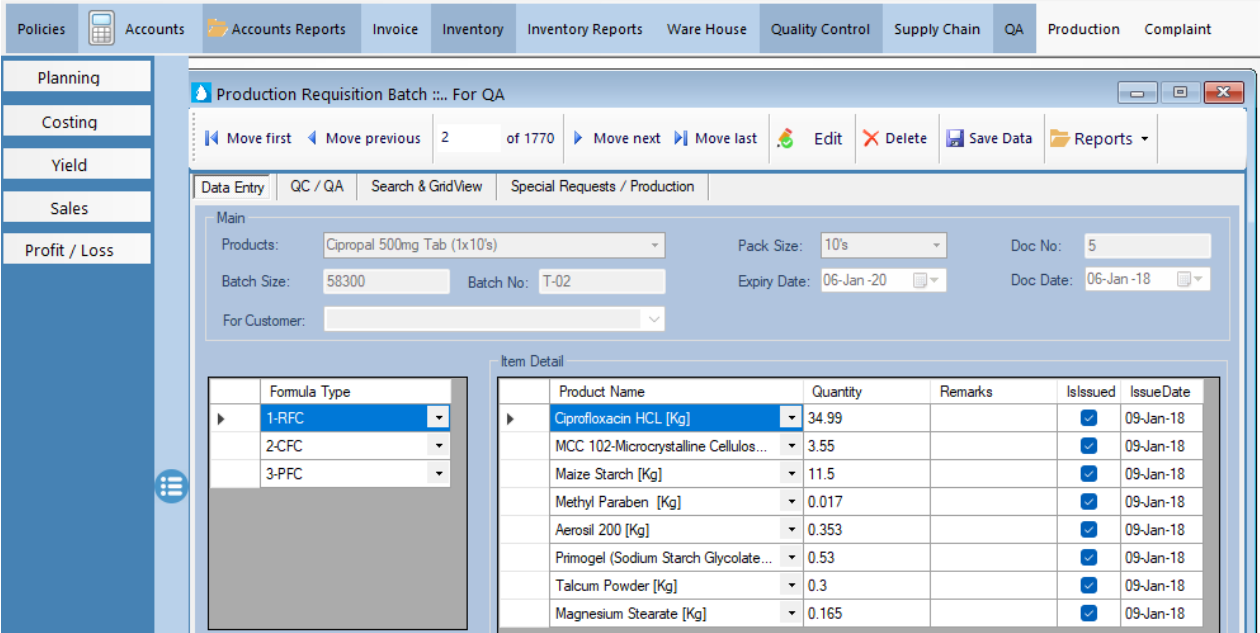 Policies Accounts Accounts Reports Invoice Inventory Inventory Reports Ware House Quality Control Supply Chain QA Production Complaint
Planning
Costing
Yield
Sales
Profit / Loss
Production Requisition Batch ::.. For QA
Move first Move previous 2 of 1770 Move next Move last Edit Delete Save Data Reports
Data Entry QC / QA Search & GridView Special Requests / Production
Main
Products: Cipropal 500mg Tab (1x10's) Pack Size: 10's Doc No: 5
Batch Size: 58300 Batch No: T-02 Expiry Date: 06-Jan -20 Doc Date: 06-Jan -18
For Customer:
Item Detail
Formula Type
1-RFC
2-CFC
3-PFC
Product Name Quantity Remarks IsIssued IssueDate
Ciprofloxacin HCL [Kg] 34.99 09-Jan-18
MCC 102-Microcrystalline Cellulos... 3.55 09-Jan-18
Maize Starch [Kg] 11.5 09-Jan-18
Methyl Paraben [Kg] 0.017 09-Jan-18
Aerosil 200 [Kg] 0.353 09-Jan-18
Primogel (Sodium Starch Glycolate... 0.53 09-Jan-18
Talcum Powder [Kg] 0.3 09-Jan-18
Magnesium Stearate [Kg] 0.165 09-Jan-18